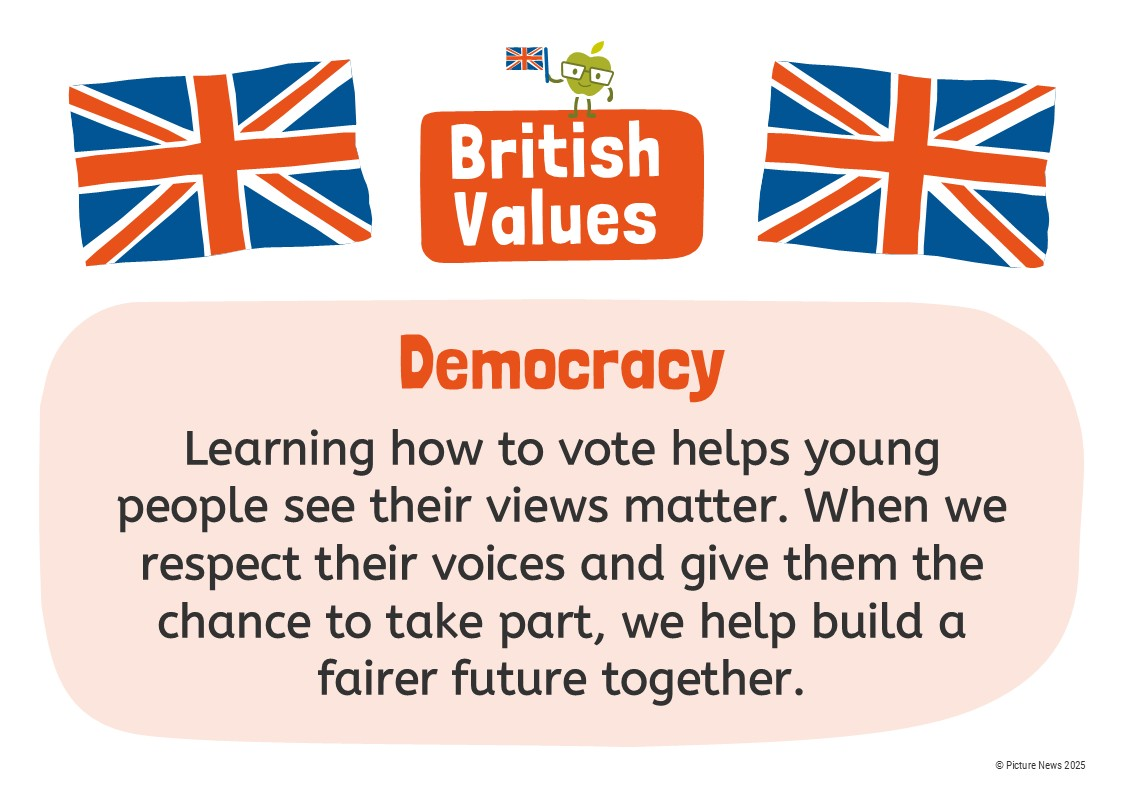 British
Values
Democracy
Learning how to vote helps young
people see their views matter. When we
respect their voices and give them the
chance to take part, we help build a
fairer future together.
© Picture News 2025